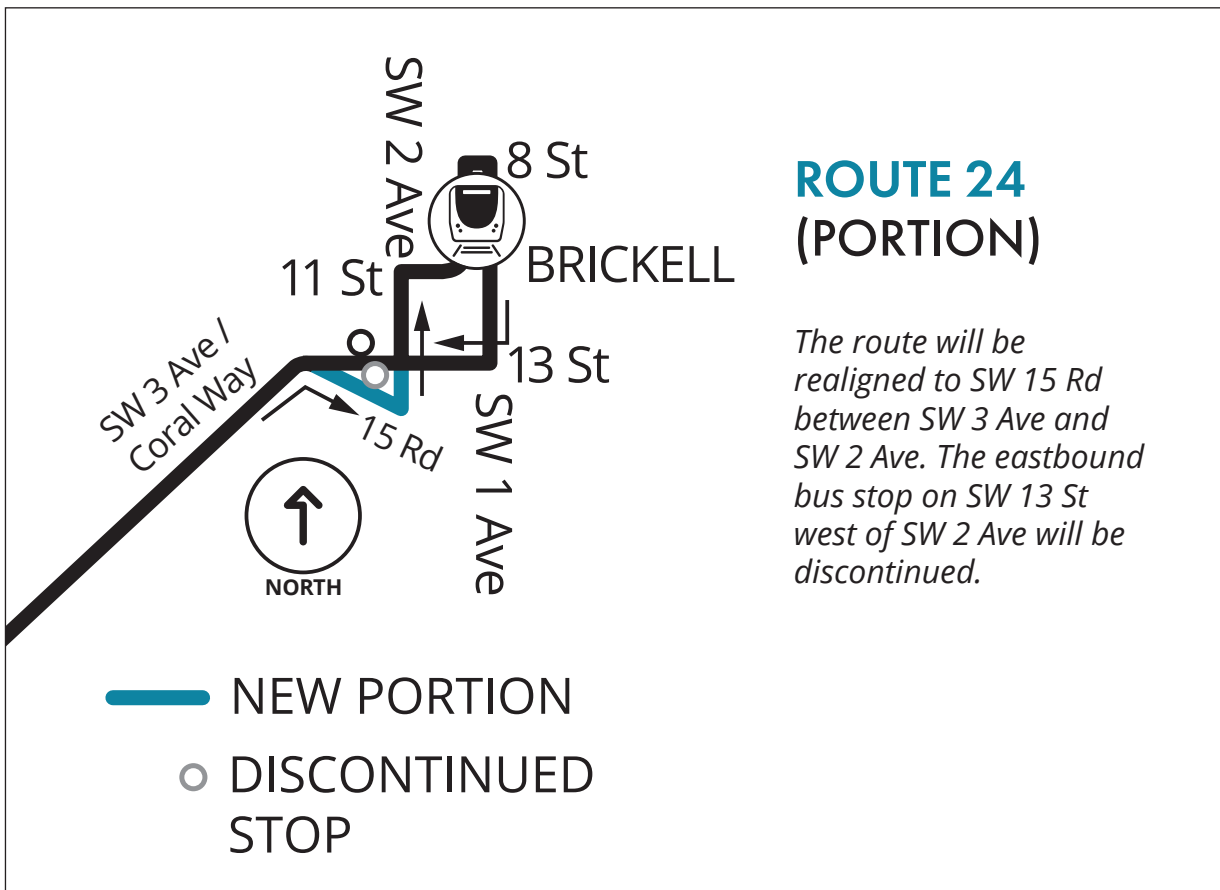 SW 2 Ave
8 St
BRICKELL
11 St
13 St
SW 3 Ave /
Coral Way
15 Rd
SW 1 Ave
NORTH
NEW PORTION
DISCONTINUED
STOP
ROUTE 24
(PORTION)
The route will be
realigned to SW 15 Rd
between SW 3 Ave and
SW 2 Ave. The eastbound
bus stop on SW 13 St
west of SW 2 Ave will be
discontinued.